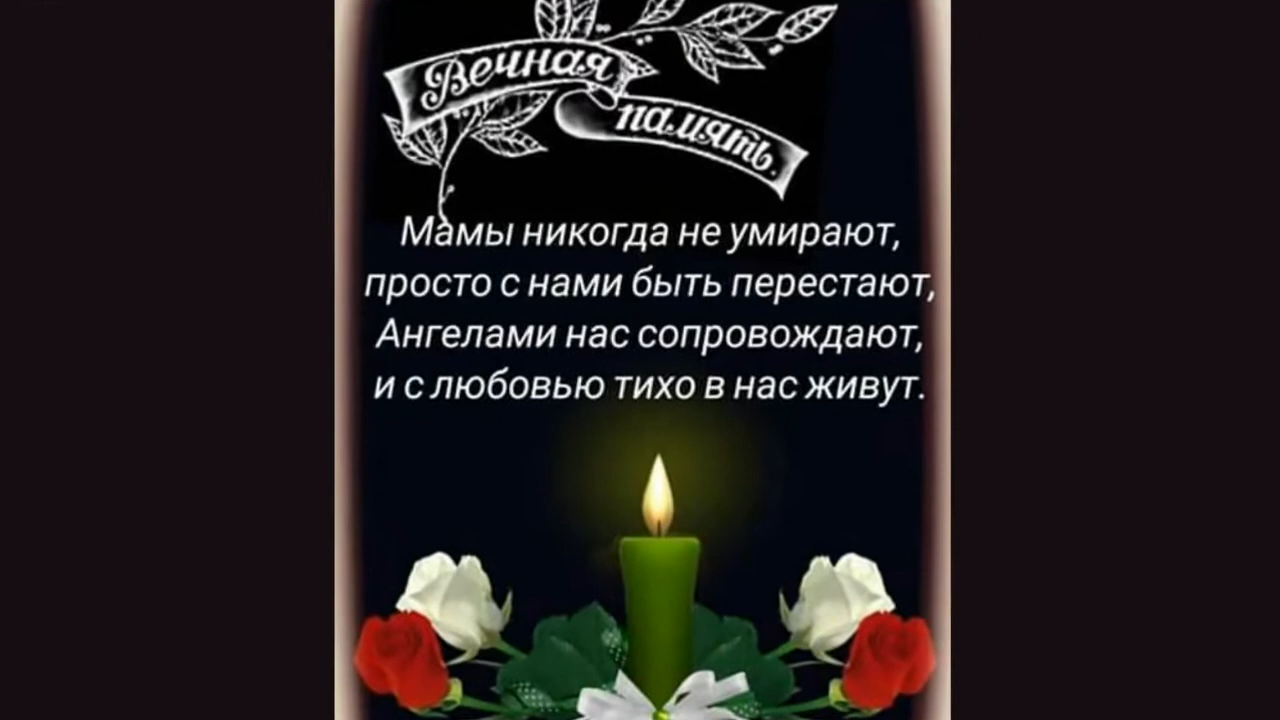 Вечная
память.
Мамы никогда не умирают,
просто с нами быть перестают,
Ангелами нас сопровождают,
и с любовью тихо в нас живут.